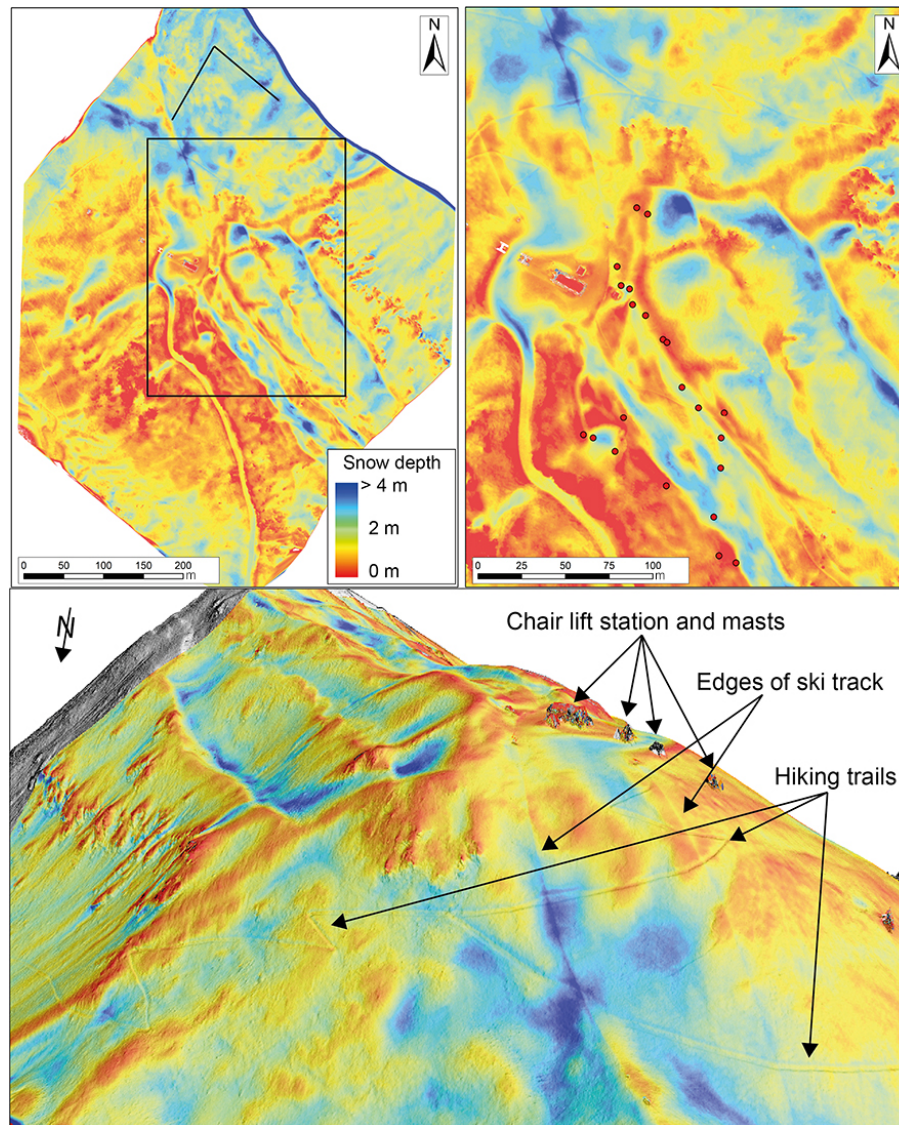 N
N
Snow depth
> 4 m
2 m
0 m
0 50 100 150 200
m
0 25 50 75 100
m
N
Chair lift station and masts
Edges of ski track
Hiking trails